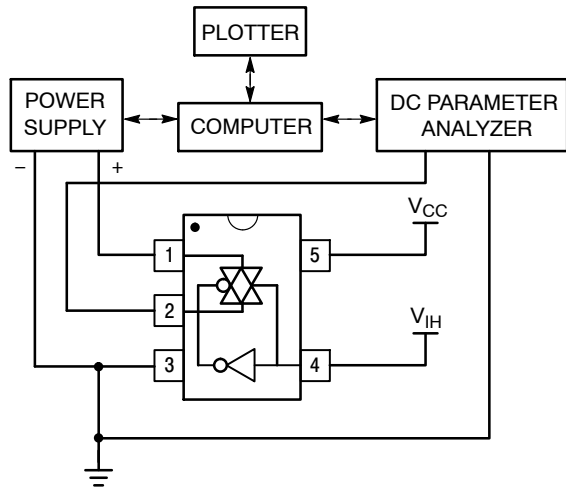 PLOTTER
POWER
SUPPLY
COMPUTER
DC PARAMETER
ANALYZER
–
+
VCC
1
5
2
VIH
3
4